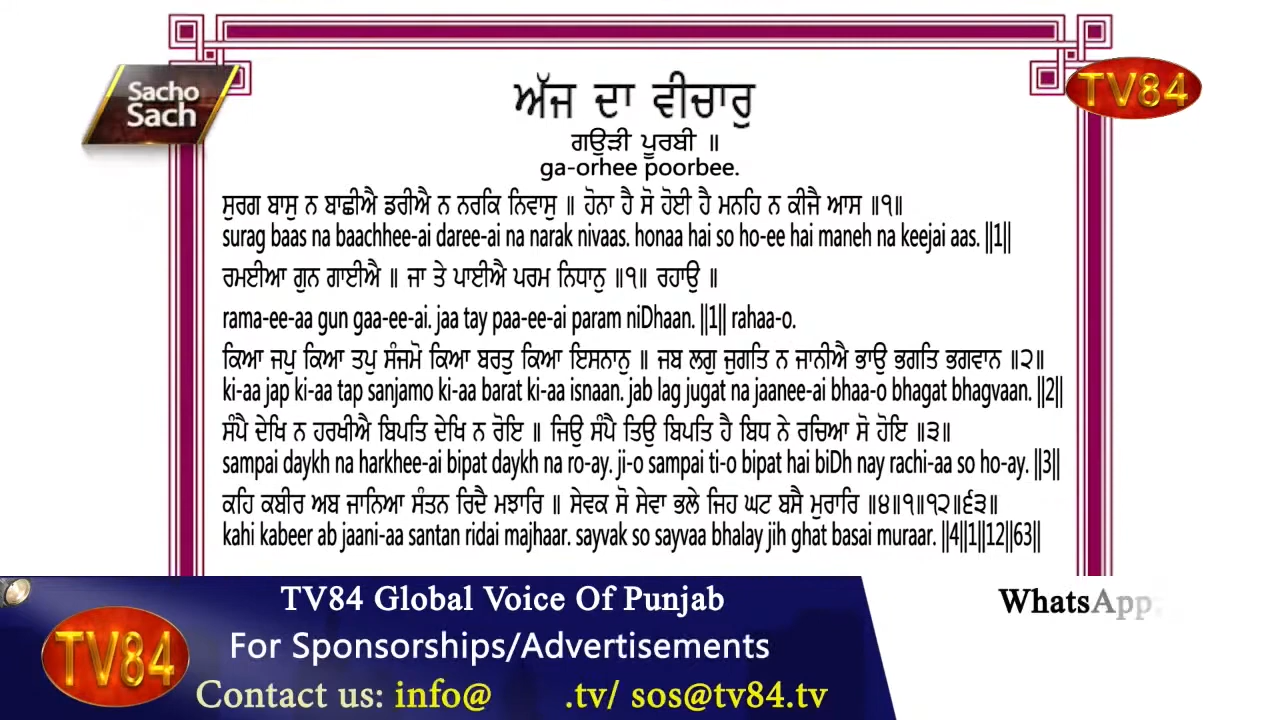 Sacho
Sach
TV84
ਅੱਜ ਦਾ ਵੀਚਾਰੁ
ਗਉੜੀ ਪੂਰਬੀ ॥
ga-orhee poorbee.
ਸੁਰਗ ਬਾਸੁ ਨ ਬਾਛੀਐ ਡਰੀਐ ਨ ਨਰਕਿ ਨਿਵਾਸੁ ॥ ਹੋਨਾ ਹੈ ਸੋ ਹੋਈ ਹੈ ਮਨਹਿ ਨ ਕੀਜੈ ਆਸ ॥੧॥
surag baas na baachhee-ai daree-ai na narak nivaas. honaa hai so ho-ee hai maneh na keejai aas. ||1||
ਰਮਈਆ ਗੁਨ ਗਾਈਐ ॥ ਜਾ ਤੇ ਪਾਈਐ ਪਰਮ ਨਿਧਾਨੁ ॥੧॥ ਰਹਾਉ ॥
rama-ee-aa gun gaa-ee-ai. jaa tay paa-ee-ai param niDhaan. ||1|| rahaa-o.
ਕਿਆ ਜਪੁ ਕਿਆ ਤਪੁ ਸੰਜਮੋ ਕਿਆ ਬਰਤੁ ਕਿਆ ਇਸਨਾਨੁ ॥ ਜਬ ਲਗੁ ਜੁਗਤਿ ਨ ਜਾਨੀਐ ਭਾਉ ਭਗਤਿ ਭਗਵਾਨ ॥੨॥
ki-aa jap ki-aa tap sanjamo ki-aa barat ki-aa isnaan. jab lag jugat na jaanee-ai bhaa-o bhagat bhagvaan. ||2||
ਸੰਪੈ ਦੇਖਿ ਨ ਹਰਖੀਐ ਬਿਪਤਿ ਦੇਖਿ ਨ ਰੋਇ ॥ ਜਿਉ ਸੰਪੈ ਤਿਉ ਬਿਪਤਿ ਹੈ ਬਿਧ ਨੇ ਰਚਿਆ ਸੋ ਹੋਇ ॥੩॥
sampai daykh na harkhee-ai bipat daykh na ro-ay. ji-o sampai ti-o bipat hai biDh nay rachi-aa so ho-ay. ||3||
ਕਹਿ ਕਬੀਰ ਅਬ ਜਾਨਿਆ ਸੰਤਨ ਰਿਦੈ ਮਝਾਰਿ ॥ ਸੇਵਕ ਸੋ ਸੇਵਾ ਭਲੇ ਜਿਹ ਘਟ ਬਸੈ ਮੁਰਾਰਿ ॥੪॥੧॥੧੨॥੬੩॥
kahi kabeer ab jaani-aa santan ridai majhaar. sayvak so sayvaa bhalay jih ghat basai muraar. ||4||1||12||63||
TV84 Global Voice Of Punjab
WhatsApp:
TV84
For Sponsorships/Advertisements
Contact us: info@ .tv/ sos@tv84.tv